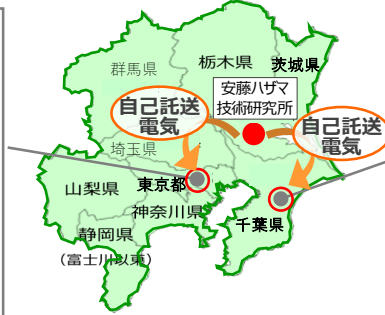 栃木県
茨城県
群馬県
安藤ハザマ
技術研究所
自己託送
電気
自己託送
電気
埼玉県
山梨県
東京都
神奈川県
千葉県
静岡県
（富士川以東）